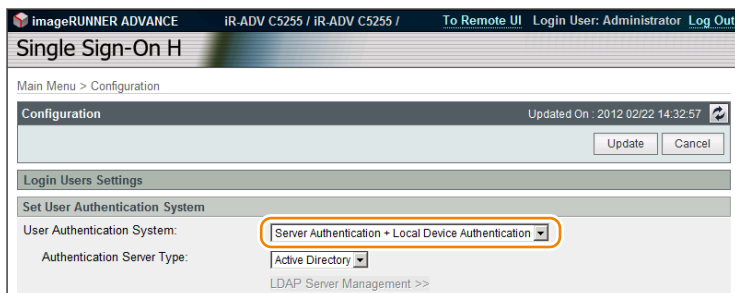 imageRUNNER ADVANCE iR-ADV C5255 / iR-ADV C5255 / To Remote UI Login User: Administrator Log Out
Single Sign-On H
Main Menu > Configuration
Configuration Updated On : 2012 02/22 14:32:57
Update Cancel
Login Users Settings
Set User Authentication System
User Authentication System: Server Authentication + Local Device Authentication
Authentication Server Type: Active Directory
LDAP Server Management >>